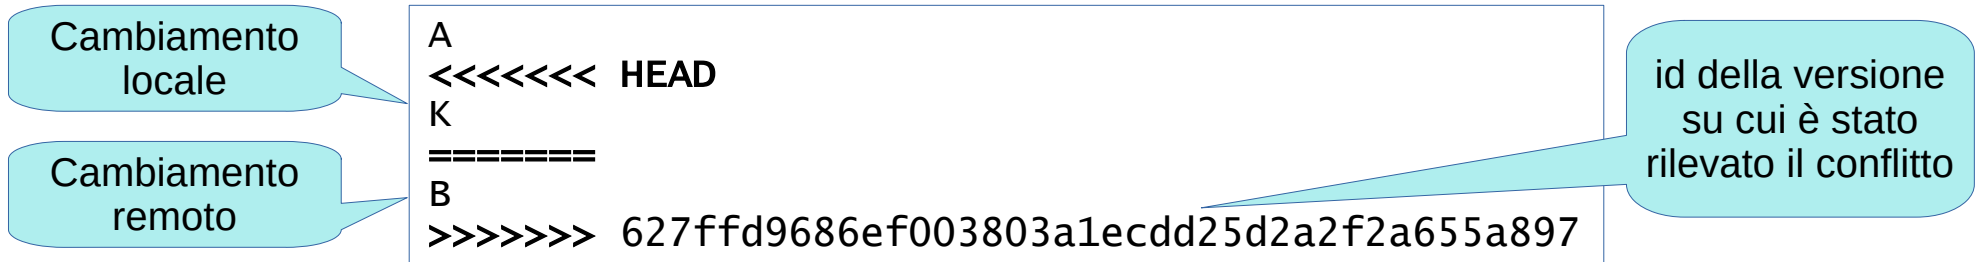 Cambiamento
locale
Cambiamento
remoto
A
<<<<<<< HEAD
K
=======
B
>>>>>>> 627ffd9686ef003803a1ecdd25d2a2f2a655a897
id della versione
su cui è stato
rilevato il conflitto